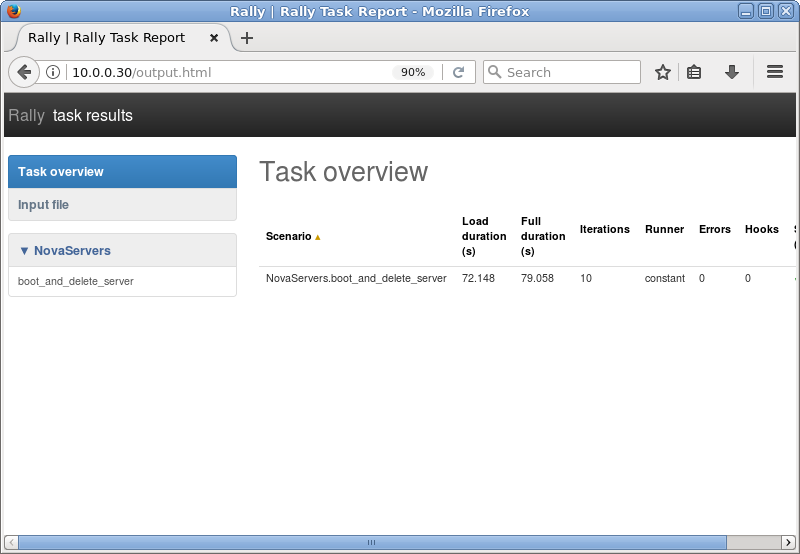 Rally | Rally Task Report - Mozilla Firefox
Rally | Rally Task Report
10.0.0.30/output.html 90% Search
Rally task results
Task overview
Input file
▼ NovaServers
boot_and_delete_server
Task overview
Scenario ▲ Load duration (s) Full duration (s) Iterations Runner Errors Hooks
NovaServers.boot_and_delete_server 72.148 79.058 10 constant 0 0